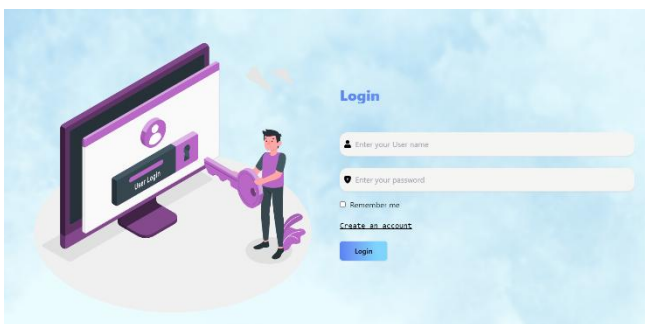 User Login
Login
Enter your User name
Enter your password
Remember me
Create an account
Login